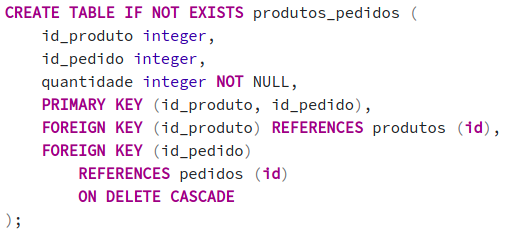 CREATE TABLE IF NOT EXISTS produtos_pedidos (
    id_produto integer,
    id_pedido integer,
    quantidade integer NOT NULL,
    PRIMARY KEY (id_produto, id_pedido),
    FOREIGN KEY (id_produto) REFERENCES produtos (id),
    FOREIGN KEY (id_pedido)
        REFERENCES pedidos (id)
        ON DELETE CASCADE
);